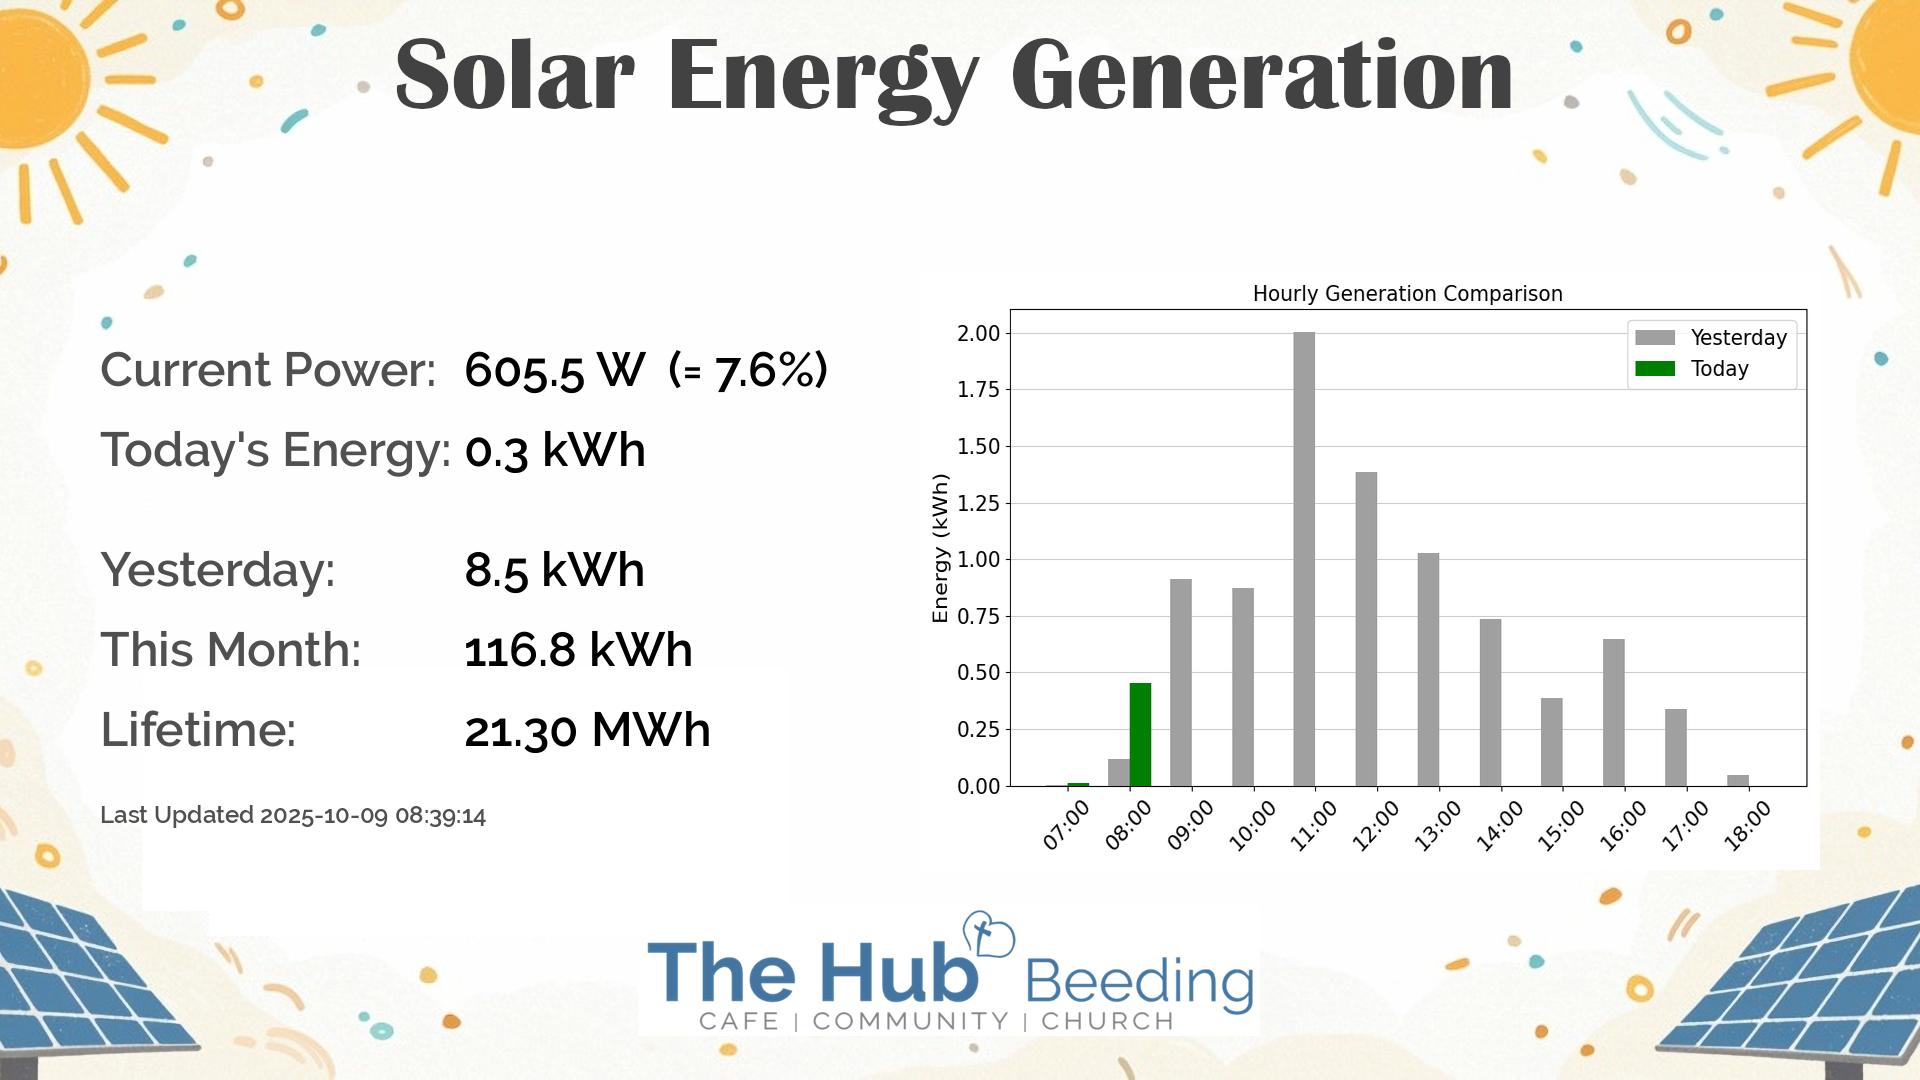 Solar Energy Generation
Current Power: 605.5 W (= 7.6%)
Today's Energy: 0.3 kWh
Yesterday: 8.5 kWh
This Month: 116.8 kWh
Lifetime: 21.30 MWh
Last Updated 2025-10-09 08:39:14
Hourly Generation Comparison
Yesterday
Today
Energy (kWh)
2.00
1.75
1.50
1.25
1.00
0.75
0.50
0.25
0.00
07:00 08:00 09:00 10:00 11:00 12:00 13:00 14:00 15:00 16:00 17:00 18:00
The Hub Beeding
CAFE | COMMUNITY | CHURCH